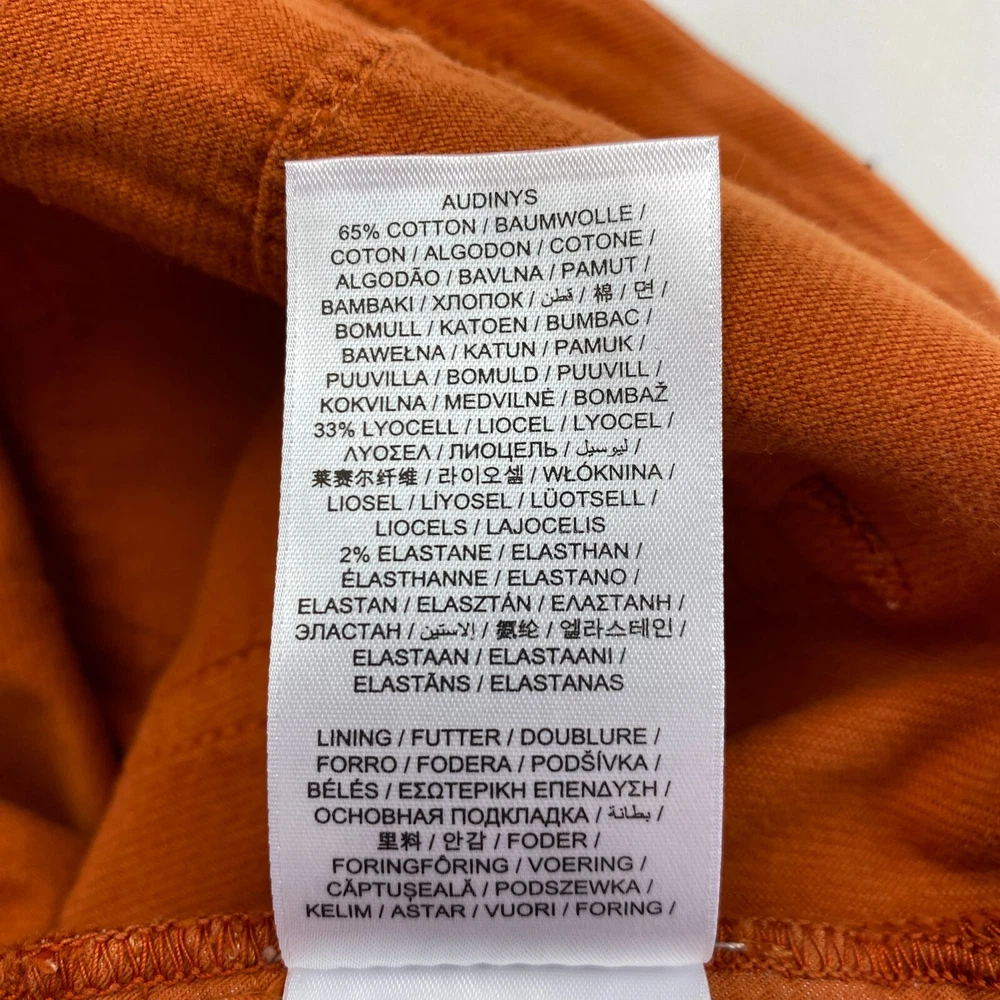 AUDINYS
65% COTTON / BAUMWOLLE /
COTON / ALGODON / COTONE /
ALGODÃO / BAVLNA / PAMUT /
BAMBAKI / ХЛОПОК / قطن / 棉 / 면 /
BOMULL / KATOEN / BUMBAC /
BAWEŁNA / KATUN / PAMUK /
PUUVILLA / BOMULD / PUUVILL /
KOKVILNA / MEDVILNĖ / BOMBAŽ
33% LYOCELL / LIOCEL / LYOCEL /
ΛΥΟΣΕΛ / ЛИОЦЕЛЬ / ليوسيل /
莱赛尔纤维 / 라이오셀 / WŁÓKNINA /
LIOSEL / LİYOSEL / LÜOTSELL /
LIOCELS / LAJOCELIS
2% ELASTANE / ELASTHAN /
ÉLASTHANNE / ELASTANO /
ELASTAN / ELASZTÁN / ΕΛΑΣΤΑΝΗ /
ЭЛАСТАН / الاستين / 氨纶 / 엘라스테인 /
ELASTAAN / ELASTAANI /
ELASTĀNS / ELASTANAS
LINING / FUTTER / DOUBLURE /
FORRO / FODERA / PODŠÍVKA /
BÉLÉS / ΕΣΩΤΕΡΙΚΗ ΕΠΕΝΔΥΣΗ /
ОСНОВНАЯ ПОДКЛАДКА / بطانة /
里料 / 안감 / FODER /
FORINGFÔRING / VOERING /
CĂPTUȘEALĂ / PODSZEWKA /
KELIM / ASTAR / VUORI / FORING /